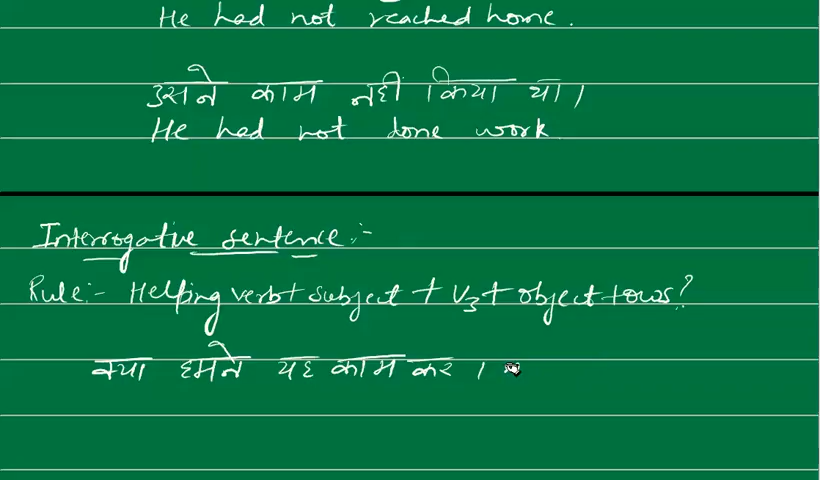 He had not reached home.
उसने काम नही किया था।
He had not done work
Interrogative sentence:-
Rule:- Helping verb + subject + V3 + object + ows?
क्या हमने यह काम कर ।